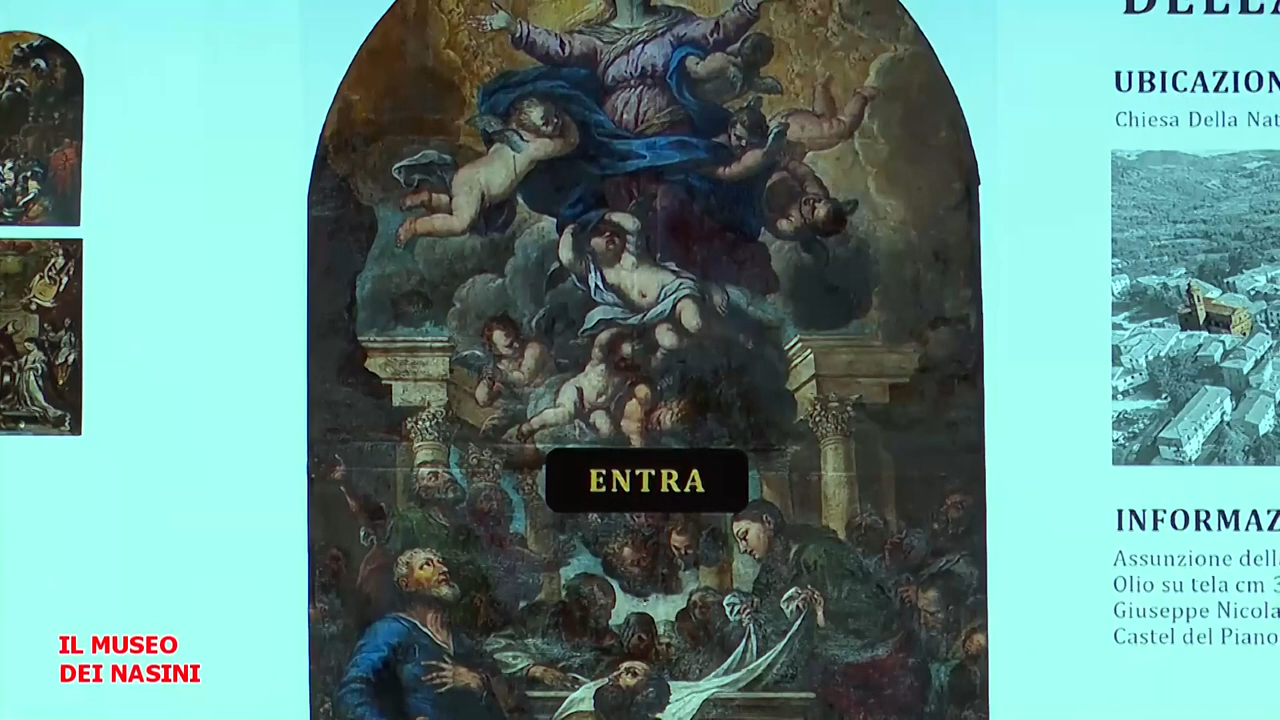 DELLA
UBICAZION
Chiesa Della Nat
ENTRA
INFORMAZ
Assunzione dell
Olio su tela cm 3
Giuseppe Nicola
Castel del Piano
IL MUSEO
DEI NASINI